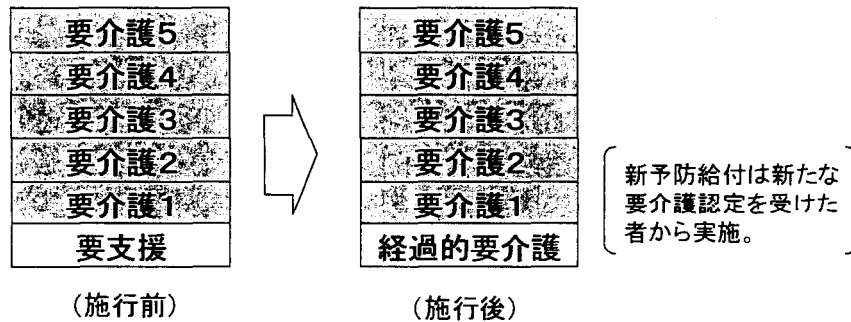 要介護5
要介護4
要介護3
要介護2
要介護1
要支援
(施行前)
要介護5
要介護4
要介護3
要介護2
要介護1
経過的要介護
(施行後)
新予防給付は新たな
要介護認定を受けた
者から実施。